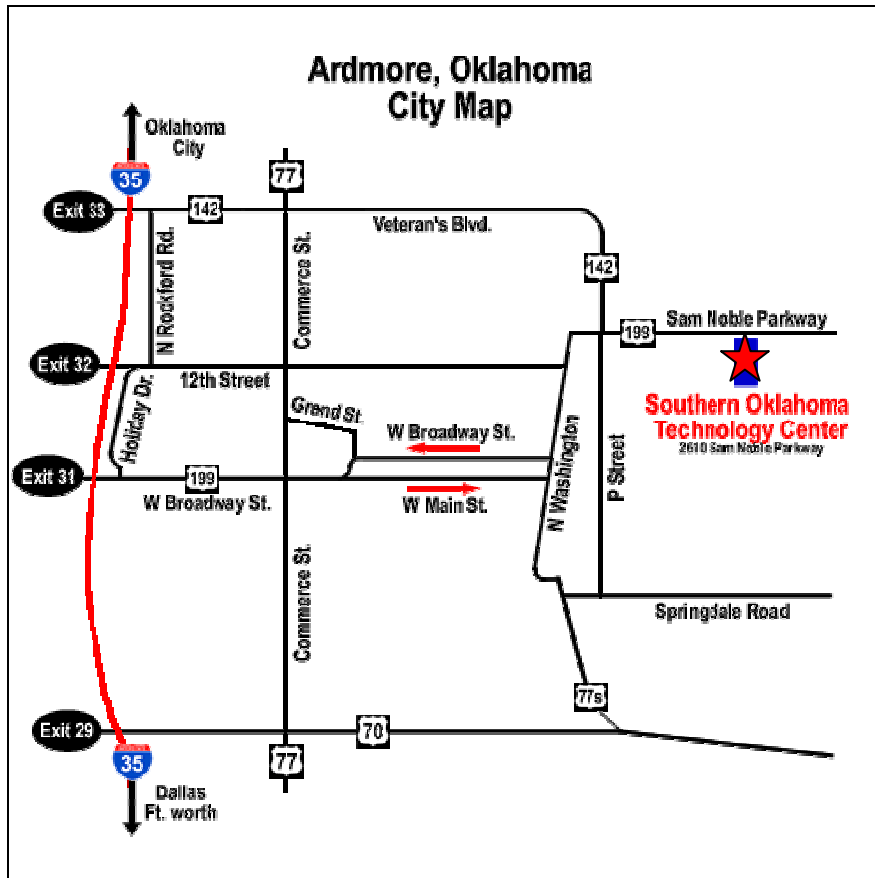 Ardmore, Oklahoma
City Map
Oklahoma
City
35
77
Exit 33
142
Veteran's Blvd.
N Rockford Rd.
Commerce St.
142
199
Sam Noble Parkway
Exit 32
12th Street
Holiday Dr.
Grand St.
W Broadway St.
Southern Oklahoma
Technology Center
2610 Sam Noble Parkway
Exit 31
199
W Broadway St.
W Main St.
N Washington
P Street
Commerce St.
Springdale Road
77s
Exit 29
70
35
77
Dallas
Ft. worth